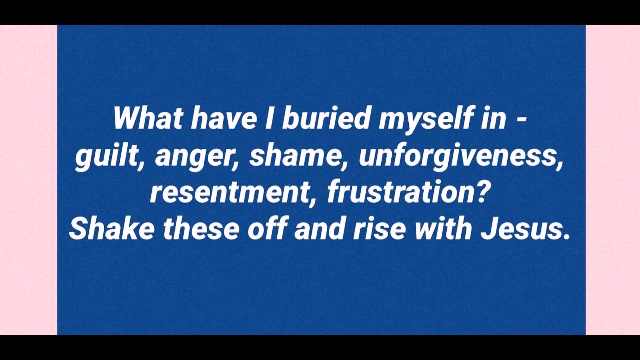 What have I buried myself in -
guilt, anger, shame, unforgiveness,
resentment, frustration?
Shake these off and rise with Jesus.